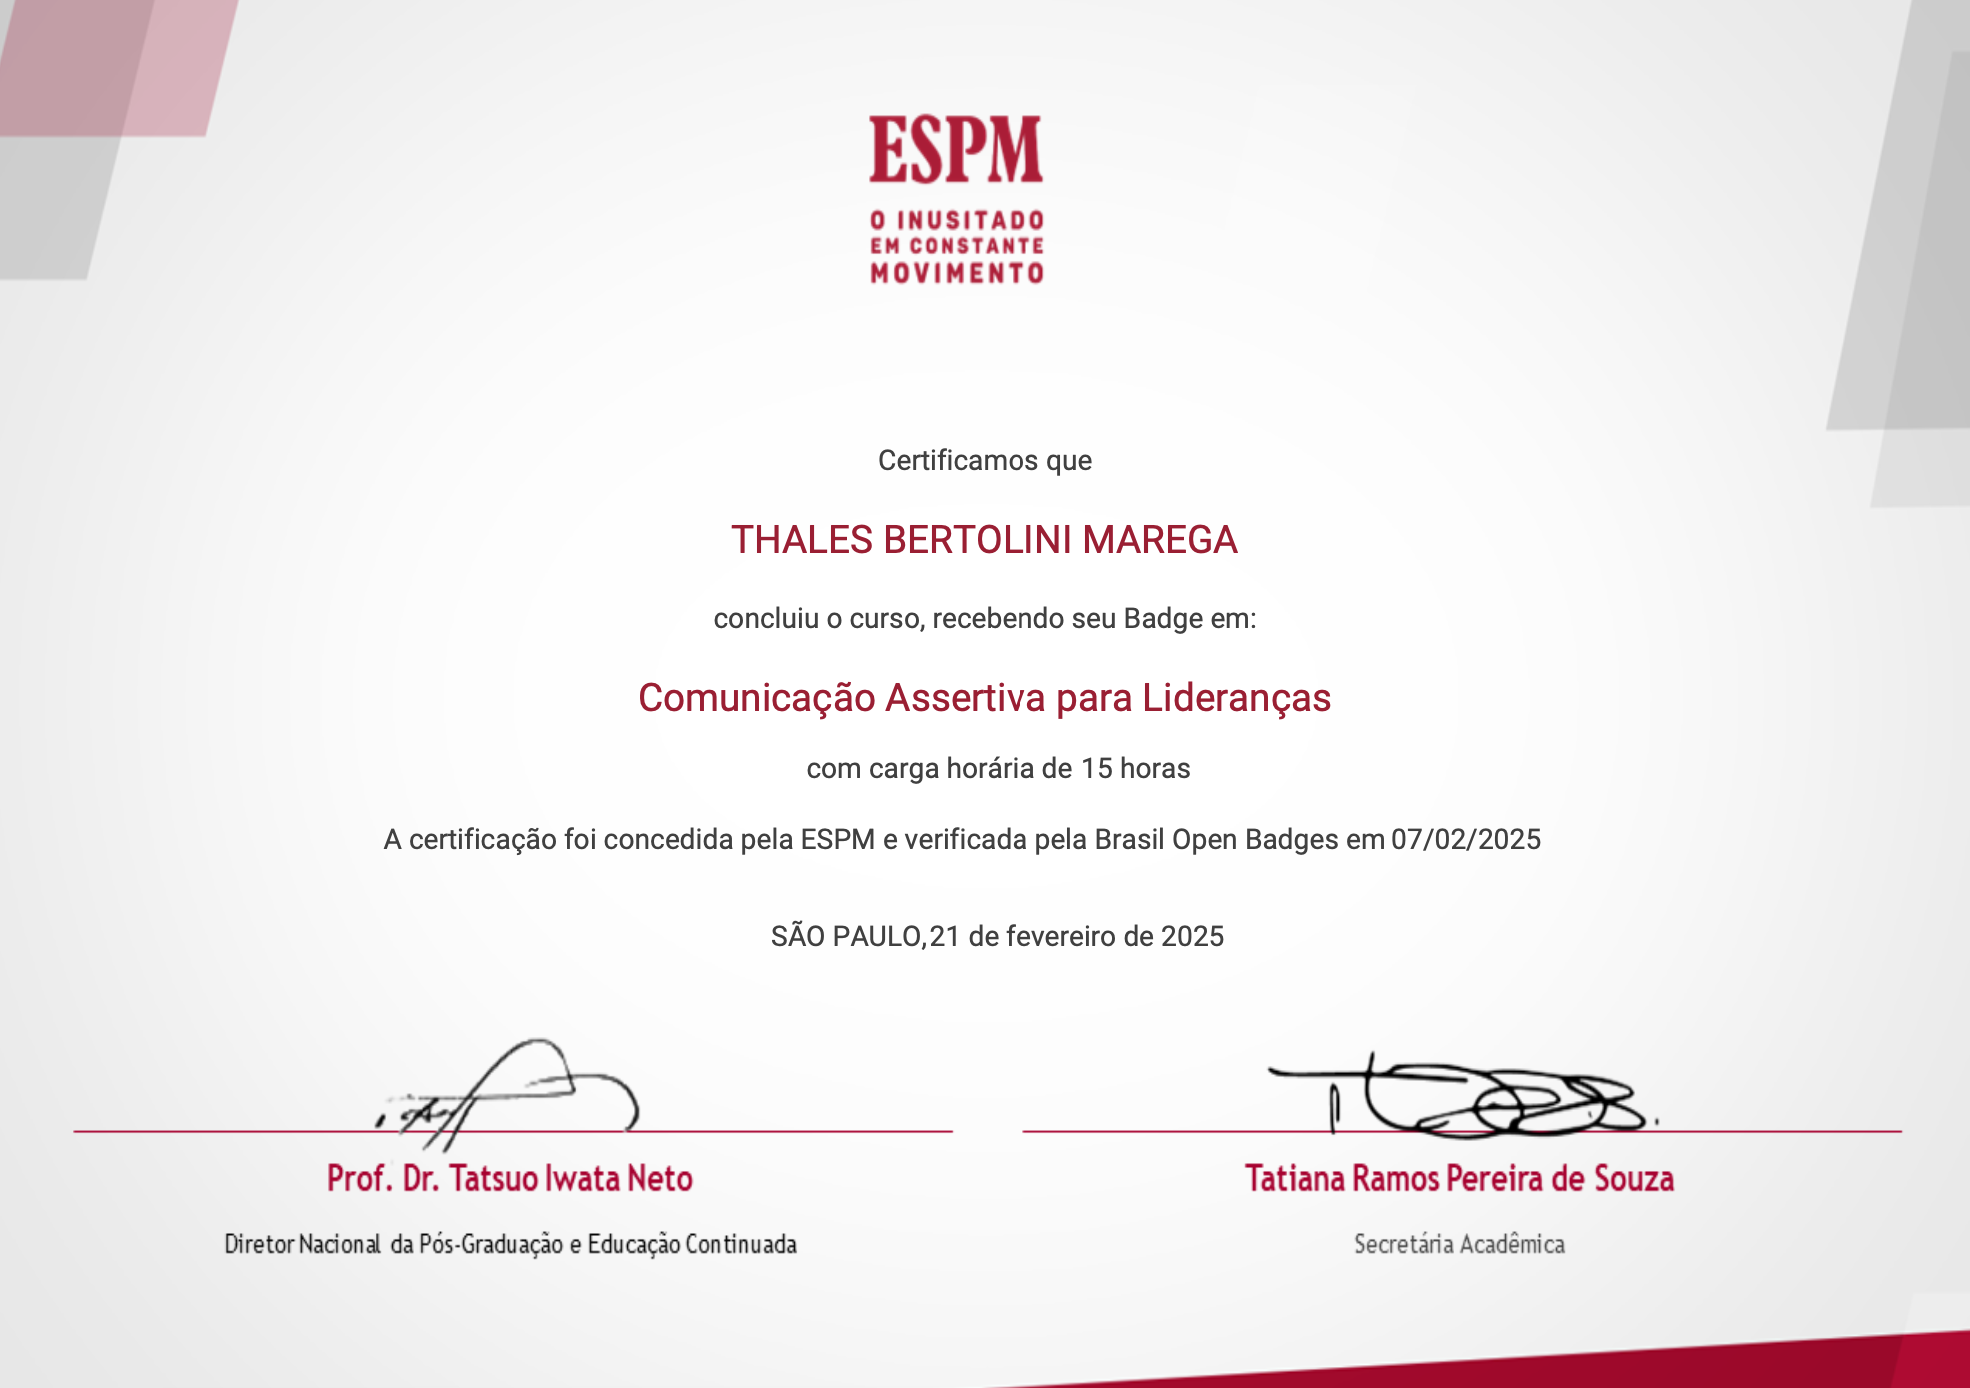 ESPM
O INUSITADO
EM CONSTANTE
MOVIMENTO
Certificamos que
THALES BERTOLINI MAREGA
concluiu o curso, recebendo seu Badge em:
Comunicação Assertiva para Lideranças
com carga horária de 15 horas
A certificação foi concedida pela ESPM e verificada pela Brasil Open Badges em 07/02/2025
SÃO PAULO,21 de fevereiro de 2025
Prof. Dr. Tatsuo Iwata Neto
Diretor Nacional da Pós-Graduação e Educação Continuada
Tatiana Ramos Pereira de Souza
Secretária Acadêmica